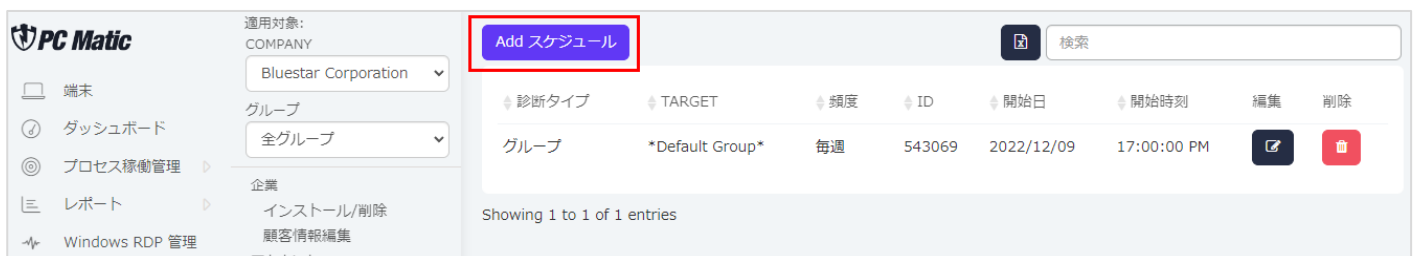 PC Matic
端末
ダッシュボード
プロセス稼働管理
レポート
Windows RDP 管理
適用対象:
COMPANY
Bluestar Corporation
グループ
全グループ
企業
インストール/削除
顧客情報編集
Add スケジュール
検索
診断タイプ TARGET 頻度 ID 開始日 開始時刻 編集 削除
グループ *Default Group* 毎週 543069 2022/12/09 17:00:00 PM
Showing 1 to 1 of 1 entries